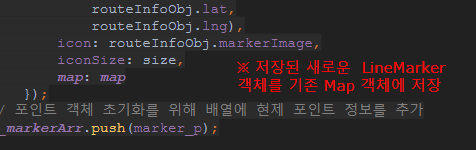 routeInfoObj.lat,
routeInfoObj.lng),
icon: routeInfoObj.markerImage,
iconSize: size,
map: map
※ 저장된 새로운 LineMarker
객체를 기존 Map 객체에 저장
});
/ 포인트 객체 초기화를 위해 배열에 현제 포인트 정보를 추가
_markerArr.push(marker_p);